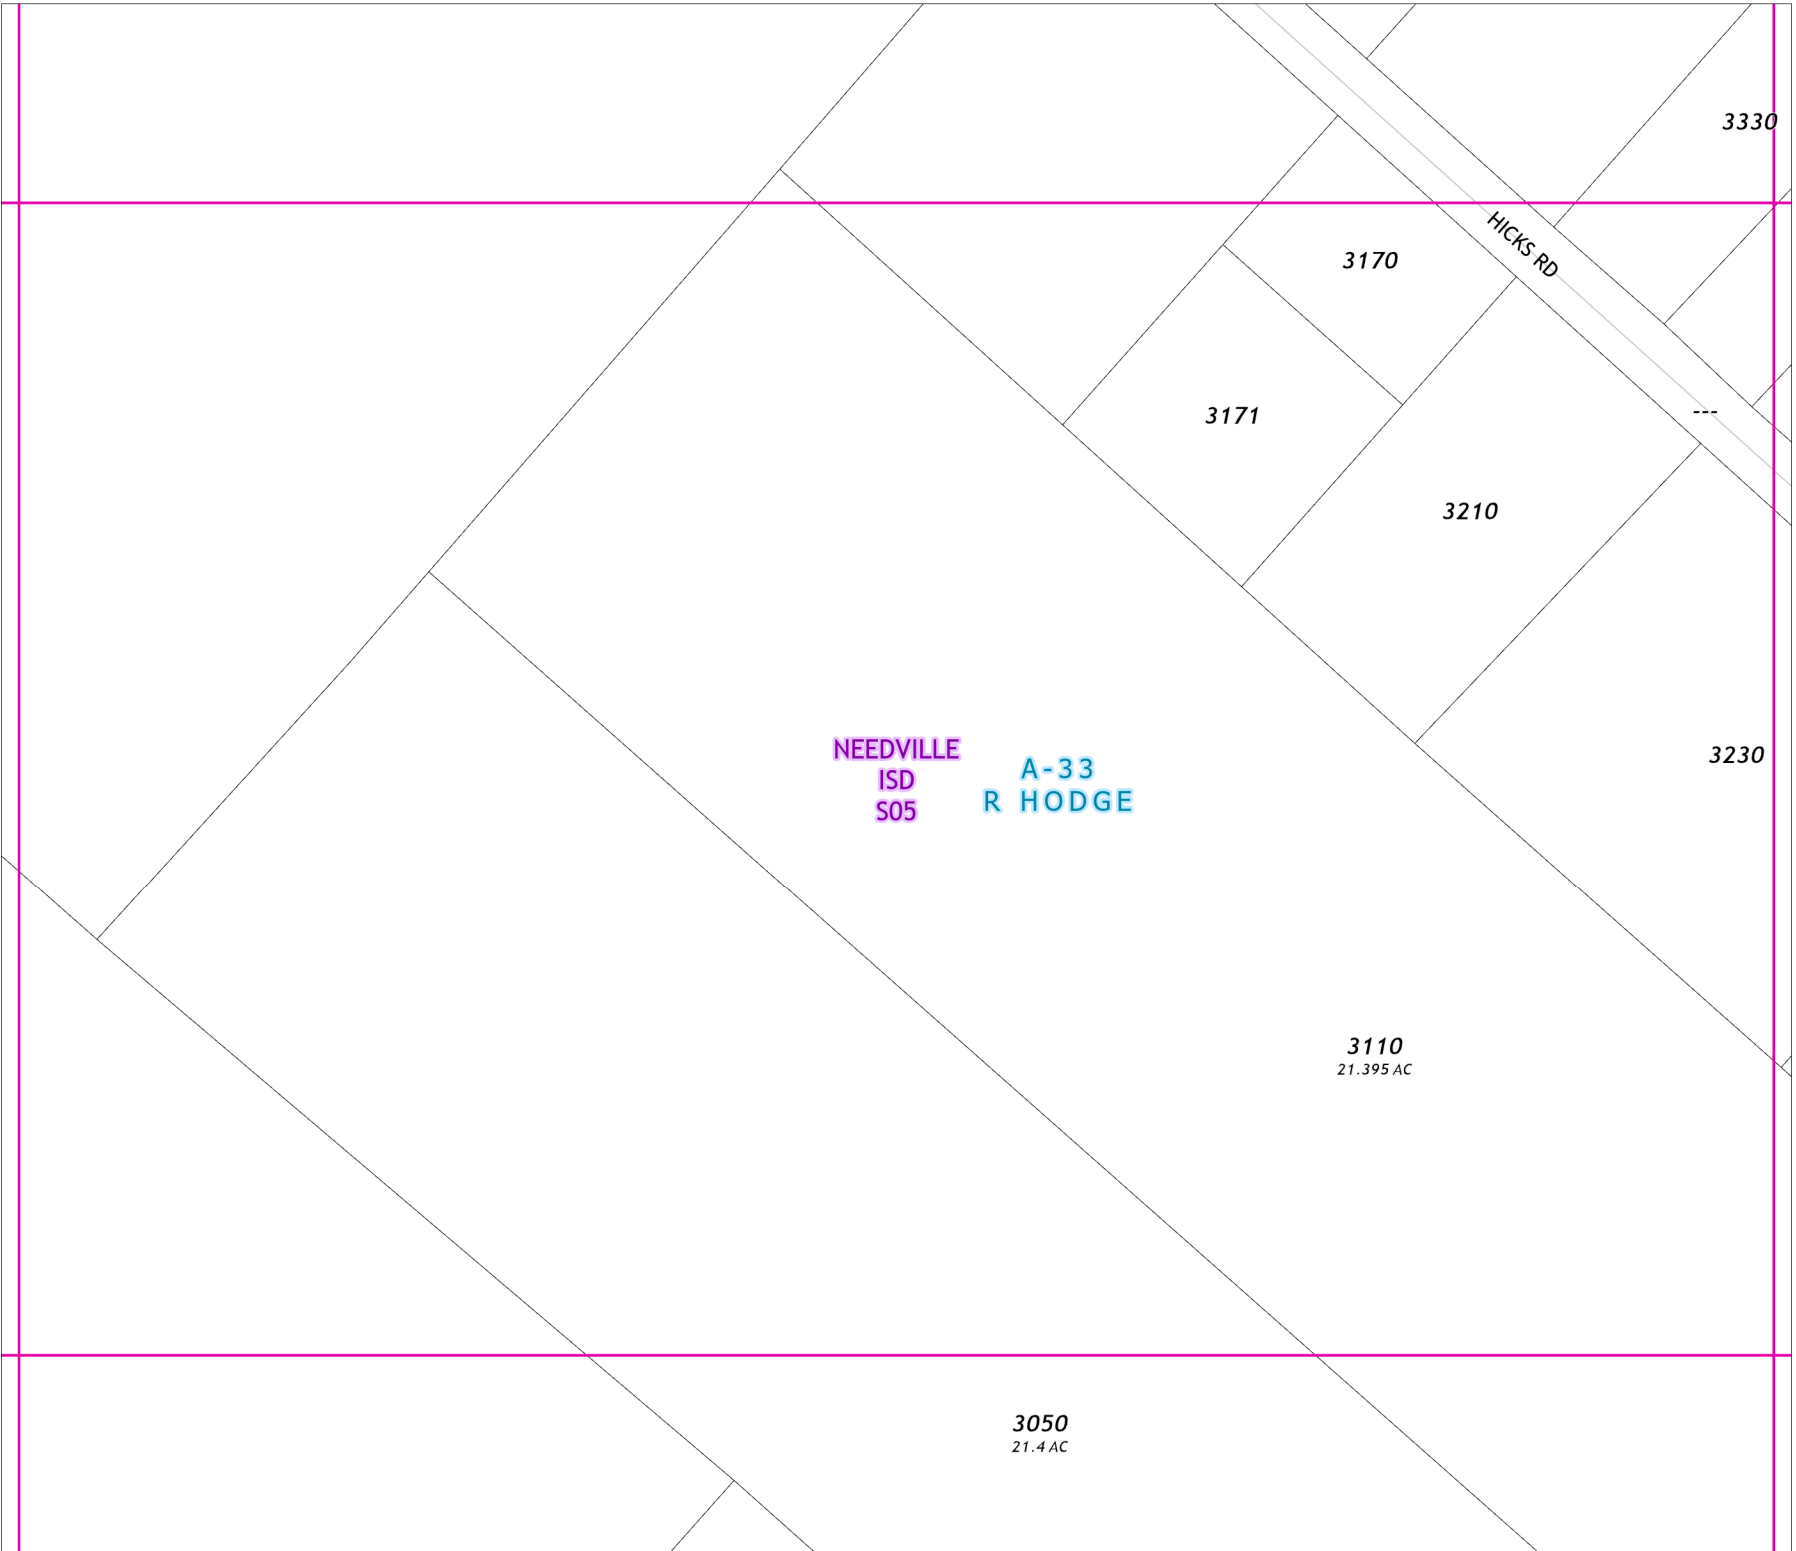 3330
HICKS RD
3170
3171
---
3210
NEEDVILLE
ISD
S05
A-33
R HODGE
3230
3110
21.395 AC
3050
21.4 AC